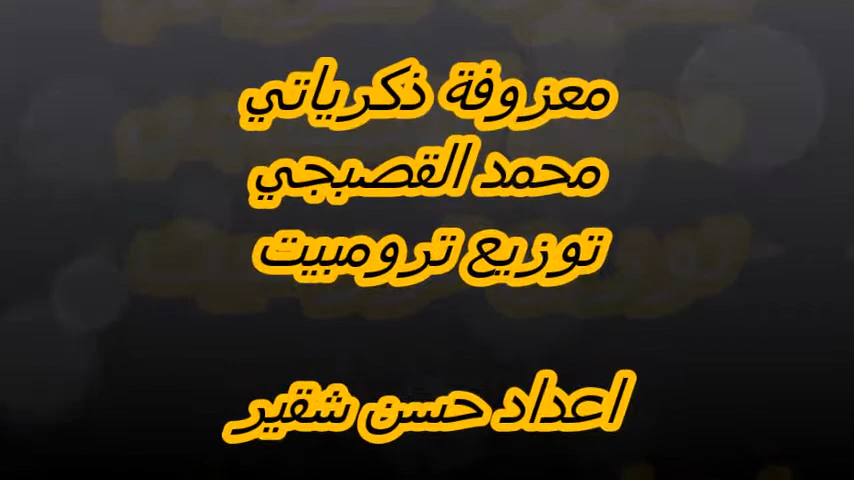 معزوفة ذكرياتي
محمد القصبجي
توزيع ترومبيت
اعداد حسن شقير